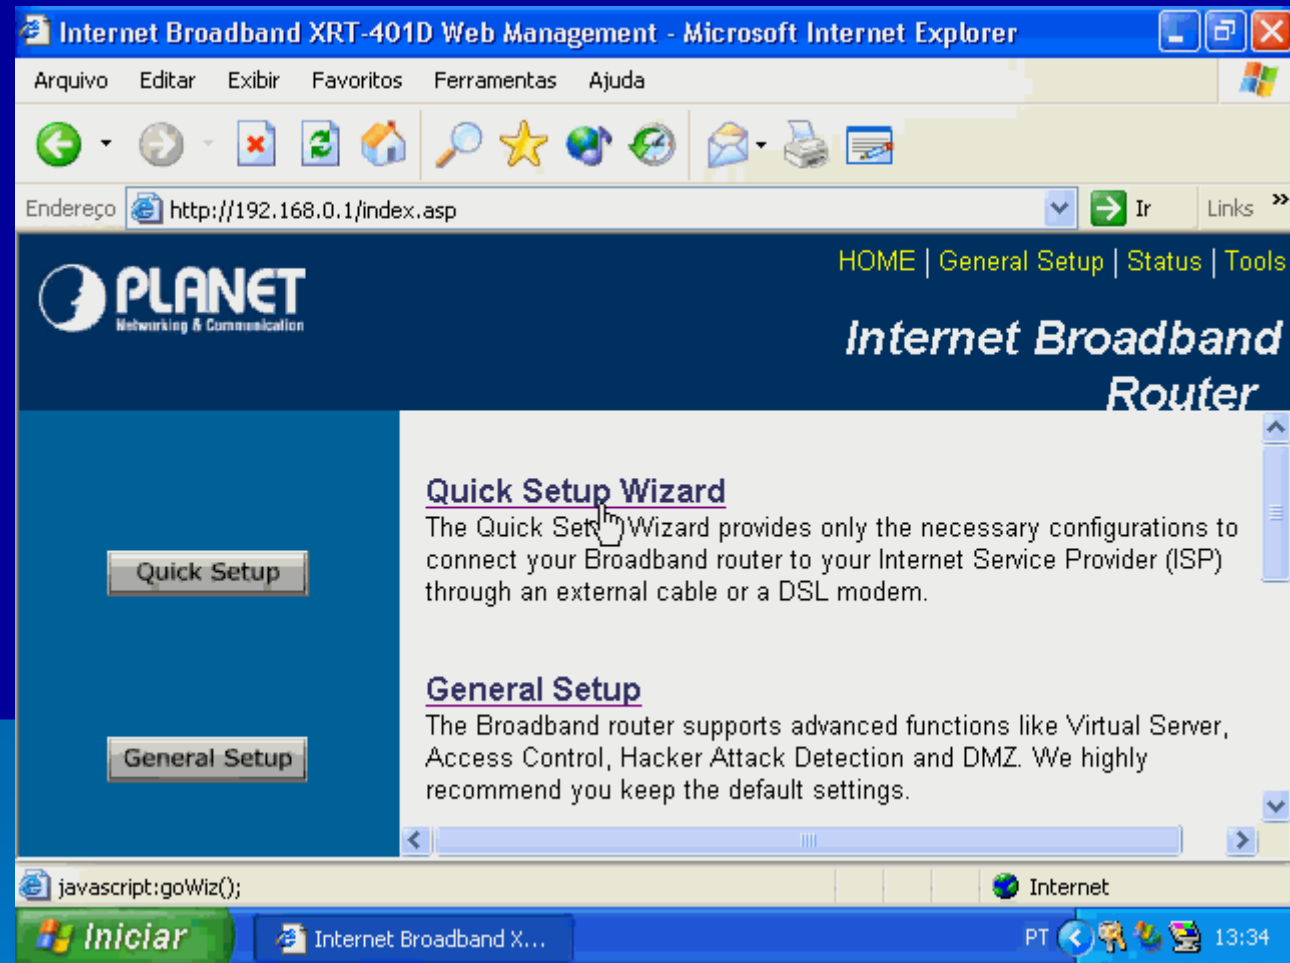 Internet Broadband XRT-401D Web Management - Microsoft Internet Explorer
Arquivo Editar Exibir Favoritos Ferramentas Ajuda
Endereço http://192.168.0.1/index.asp Ir Links »
HOME | General Setup | Status | Tools
PLANET
Networking & Communication
Internet Broadband
Router
Quick Setup Wizard
The Quick Setup Wizard provides only the necessary configurations to
connect your Broadband router to your Internet Service Provider (ISP)
through an external cable or a DSL modem.
Quick Setup
General Setup
The Broadband router supports advanced functions like Virtual Server,
Access Control, Hacker Attack Detection and DMZ. We highly
recommend you keep the default settings.
General Setup
javascript:goWiz(); Internet
Iniciar Internet Broadband X... PT 13:34